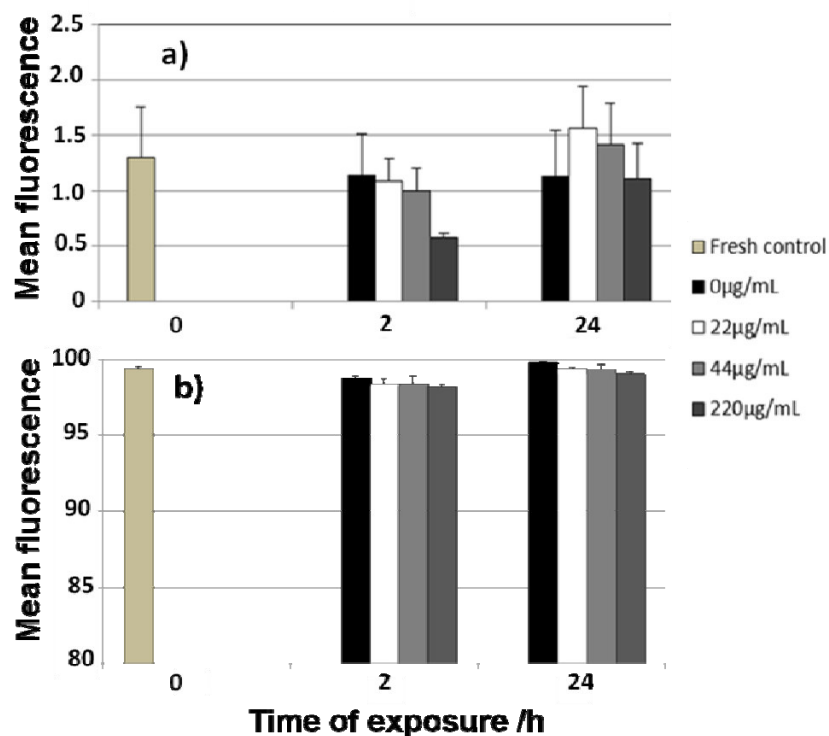 2.5
a)
2.0
1.5
1.0
0.5
0
Mean fluorescence
0 2 24
100
b)
95
90
85
80
Mean fluorescence
0 2 24
Time of exposure /h
Fresh control
0µg/mL
22µg/mL
44µg/mL
220µg/mL